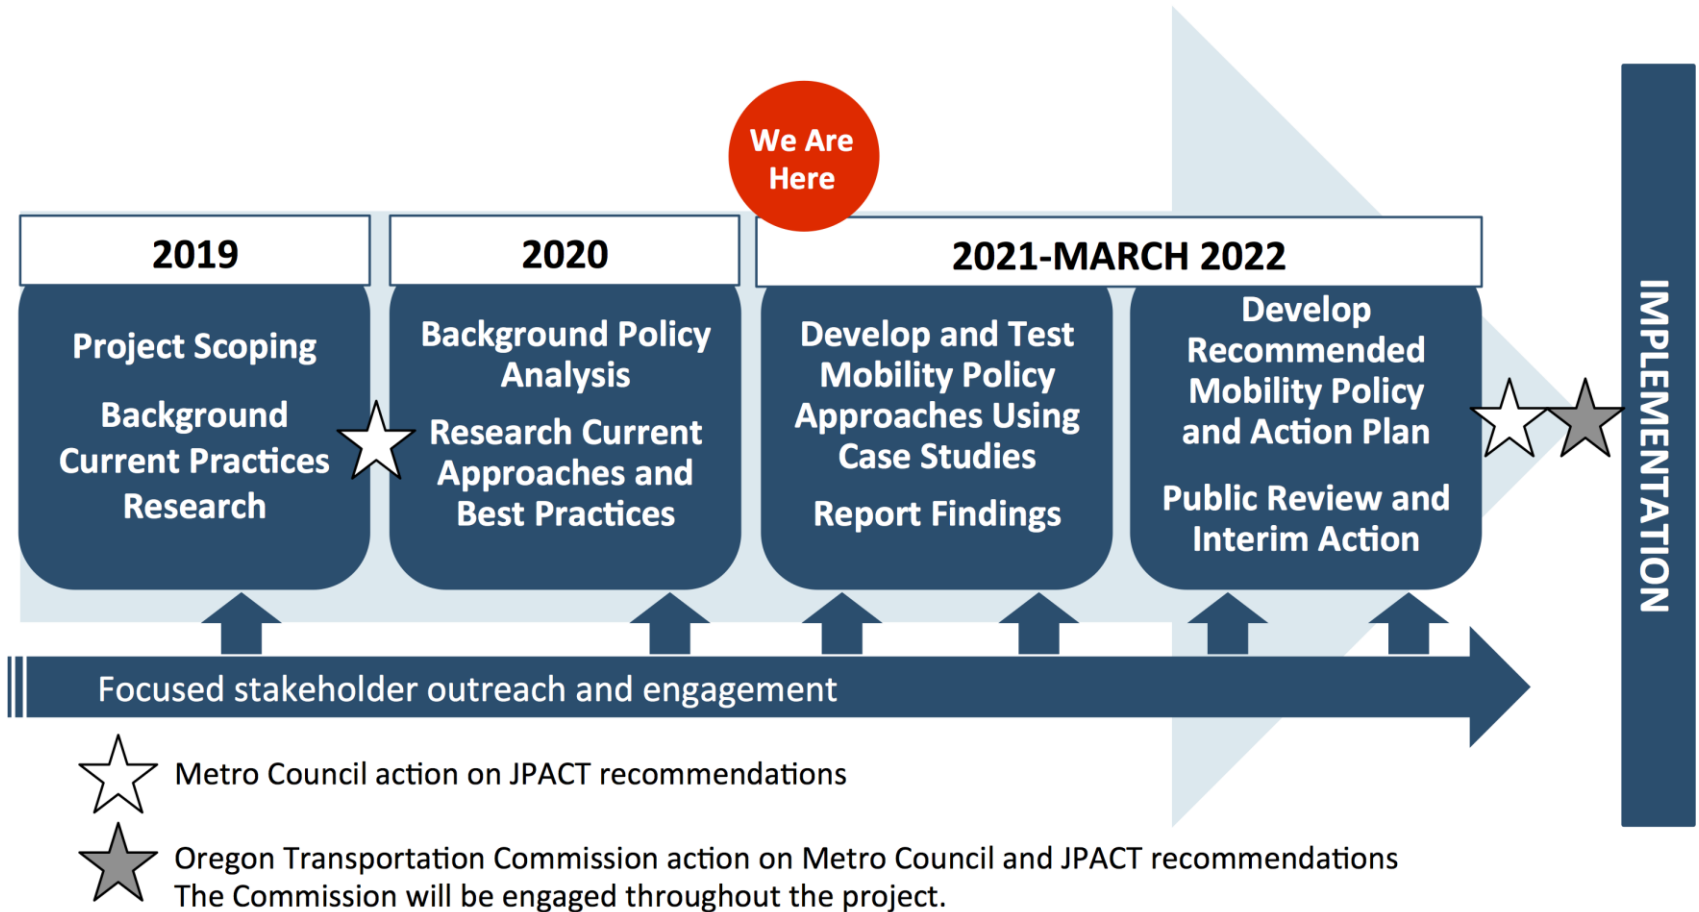 We Are
Here
2019
2020
2021-MARCH 2022
Project Scoping
Background
Current Practices
Research
Background Policy
Analysis
Research Current
Approaches and
Best Practices
Develop and Test
Mobility Policy
Approaches Using
Case Studies
Report Findings
Develop
Recommended
Mobility Policy
and Action Plan
Public Review and
Interim Action
IMPLEMENTATION
Focused stakeholder outreach and engagement
Metro Council action on JPACT recommendations
Oregon Transportation Commission action on Metro Council and JPACT recommendations
The Commission will be engaged throughout the project.